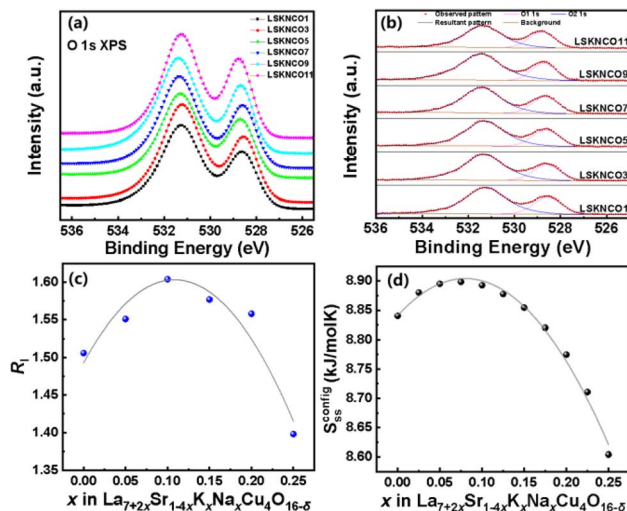 (a)
O 1s XPS
LSKNCO1
LSKNCO3
LSKNCO5
LSKNCO7
LSKNCO9
LSKNCO11
Intensity (a.u.)
536 534 532 530 528 526
Binding Energy (eV)
(b)
Observed pattern O1 1s O2 1s
Resultant pattern Background
LSKNCO11
LSKNCO9
LSKNCO7
LSKNCO5
LSKNCO3
LSKNCO1
Intensity (a.u.)
536 534 532 530 528 526
Binding Energy (eV)
(c)
1.60
1.55
1.50
1.45
1.40
1.35
R_I
0.00 0.05 0.10 0.15 0.20 0.25
x in La₇₊₂ₓSr₁₋₄ₓKₓNaₓCu₄O₁₆₋δ
(d)
8.90
8.85
8.80
8.75
8.70
8.65
8.60
S_ss^config (kJ/molK)
0.00 0.05 0.10 0.15 0.20 0.25
x in La₇₊₂ₓSr₁₋₄ₓKₓNaₓCu₄O₁₆₋δ